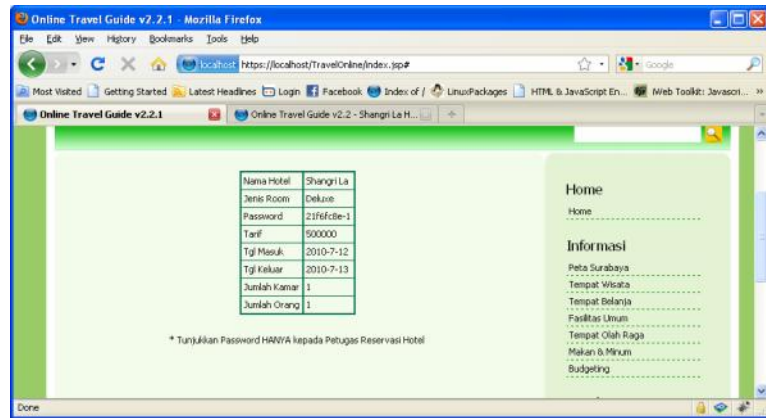 Online Travel Guide v2.2.1 - Mozilla Firefox
File Edit View History Bookmarks Tools Help
localhost https://localhost/TravelOnline/index.jsp# Google
Most Visited Getting Started Latest Headlines Login Facebook Index of / LinuxPackages HTML & JavaScript En... iWeb Toolkit: Javascri...
Online Travel Guide v2.2.1 Online Travel Guide v2.2 - Shangri La H...
Nama Hotel Shangri La
Jenis Room Deluxe
Password 21f6fc8e-1
Tarif 500000
Tgl Masuk 2010-7-12
Tgl Keluar 2010-7-13
Jumlah Kamar 1
Jumlah Orang 1
* Tunjukkan Password HANYA kepada Petugas Reservasi Hotel
Home
Home
Informasi
Peta Surabaya
Tempat Wisata
Tempat Belanja
Fasilitas Umum
Tempat Olah Raga
Makan & Minum
Budgeting
Done